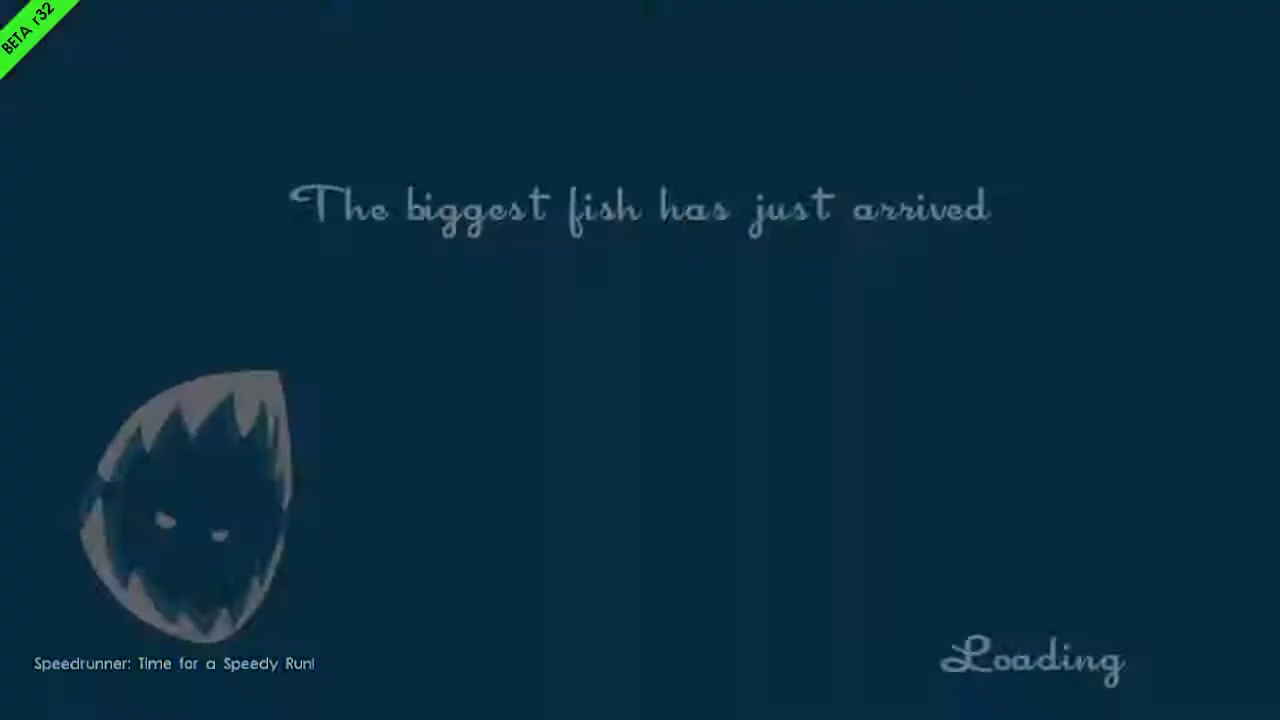 BETA r32
The biggest fish has just arrived
Speedrunner: Time for a Speedy Run!
Loading